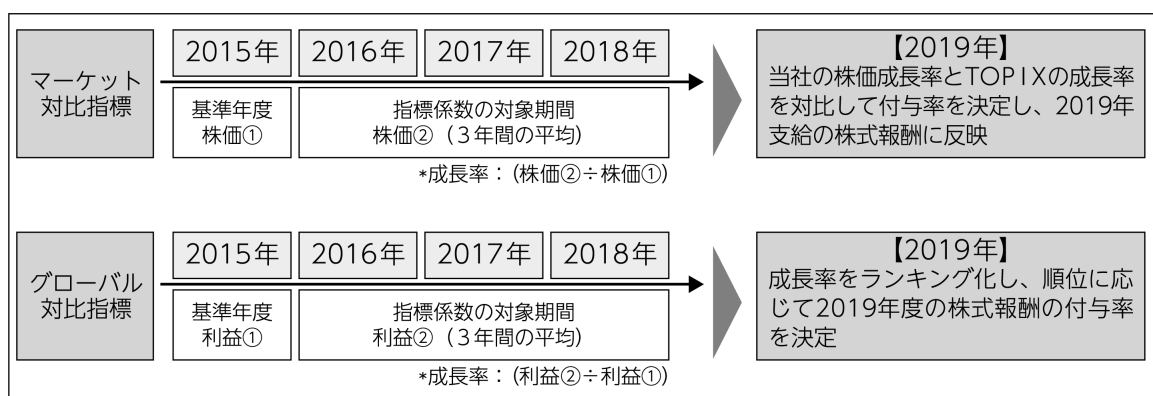 マーケット
対比指標
2015年
2016年
2017年
2018年
基準年度
株価①
指標係数の対象期間
株価②（３年間の平均）
*成長率：（株価②÷株価①）
【2019年】
当社の株価成長率とTOPIXの成長率
を対比して付与率を決定し、2019年
支給の株式報酬に反映
グローバル
対比指標
2015年
2016年
2017年
2018年
基準年度
利益①
指標係数の対象期間
利益②（３年間の平均）
*成長率：（利益②÷利益①）
【2019年】
成長率をランキング化し、順位に応
じて2019年度の株式報酬の付与率
を決定